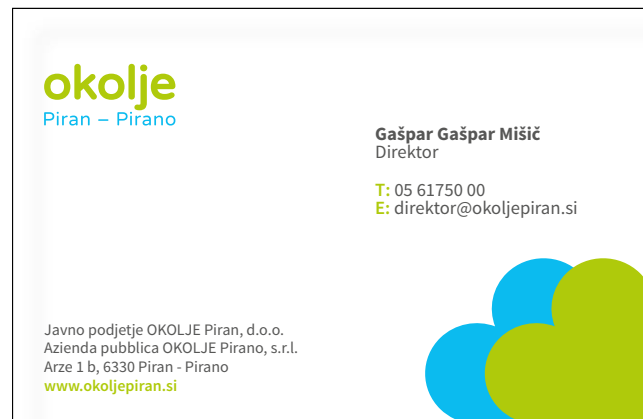 okolje
Piran – Pirano
Gašpar Gašpar Mišič
Direktor
T: 05 61750 00
E: direktor@okoljepiran.si
Javno podjetje OKOLJE Piran, d.o.o.
Azienda pubblica OKOLJE Pirano, s.r.l.
Arze 1 b, 6330 Piran - Pirano
www.okoljepiran.si